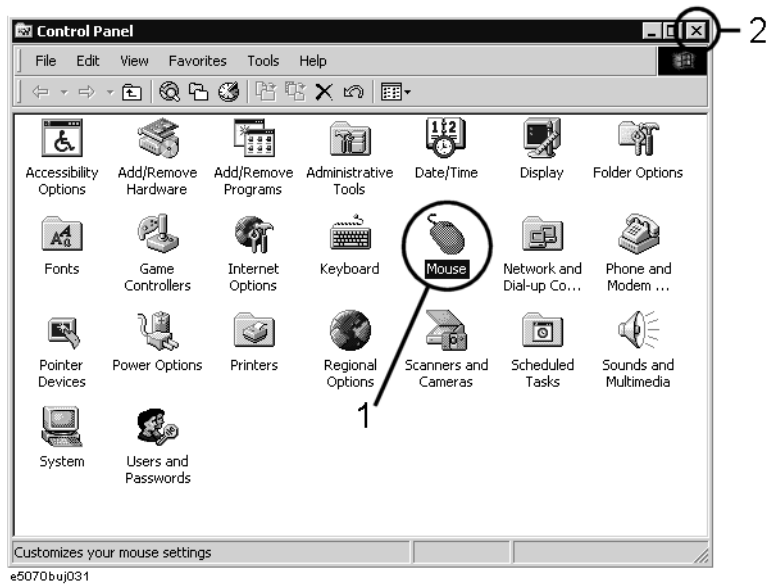 Control Panel
2
File Edit View Favorites Tools Help
Accessibility Options
Add/Remove Hardware
Add/Remove Programs
Administrative Tools
Date/Time
Display
Folder Options
Fonts
Game Controllers
Internet Options
Keyboard
Mouse
Network and Dial-up Co...
Phone and Modem ...
Pointer Devices
Power Options
Printers
Regional Options
Scanners and Cameras
Scheduled Tasks
Sounds and Multimedia
1
System
Users and Passwords
Customizes your mouse settings
e5070buj031